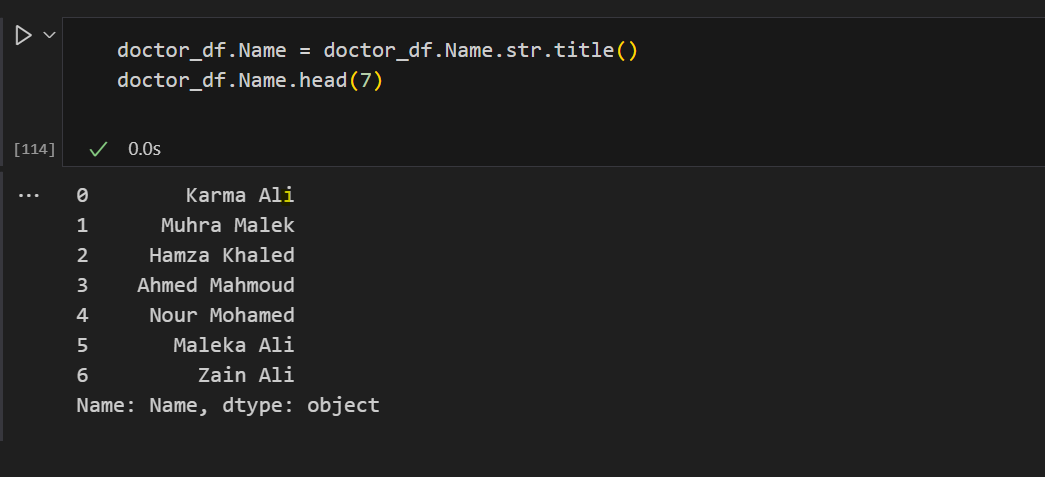 doctor_df.Name = doctor_df.Name.str.title()
doctor_df.Name.head(7)
[114] 0.0s
... 0 Karma Ali
1 Muhra Malek
2 Hamza Khaled
3 Ahmed Mahmoud
4 Nour Mohamed
5 Maleka Ali
6 Zain Ali
Name: Name, dtype: object